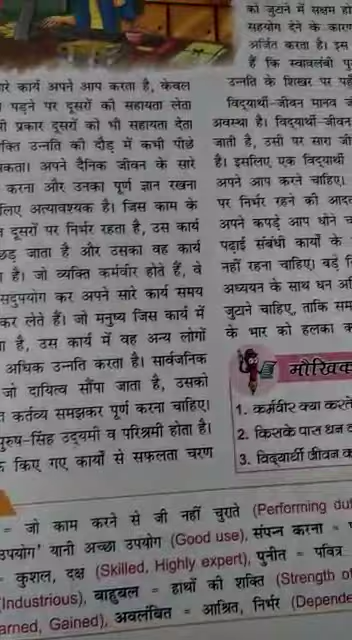 रे कार्य अपने आप करता है, केवल
पड़ने पर दूसरों की सहायता लेता
प्रकार दूसरों को भी सहायता देता
क्ति उन्नति की दौड़ में कभी पीछे
कता। अपने दैनिक जीवन के सारे
करना और उनका पूर्ण ज्ञान रखना
लिए अत्यावश्यक है। जिस काम के
दूसरों पर निर्भर रहता है, उस कार्य
छड़ जाता है और उसका वह कार्य
है। जो व्यक्ति कर्मवीर होते हैं, वे
सदुपयोग कर अपने सारे कार्य समय
कर लेते हैं। जो मनुष्य जिस कार्य में
है, उस कार्य में वह अन्य लोगों
अधिक उन्नति करता है। सार्वजनिक
जो दायित्व सौंपा जाता है, उसको
कर्तव्य समझकर पूर्ण करना चाहिए।
पुरुष-सिंह उद्यमी व परिश्रमी होता है।
किए गए कार्यों से सफलता चरण
को जुटाने में सक्षम हो
सहयोग देने के कारण
अर्जित करता है। इस
हैं कि स्वावलंबी पु
उन्नति के शिखर पर पहुँ
विद्यार्थी-जीवन मानव ज
अवस्था है। विद्यार्थी-जीवन
जाती है, उसी पर सारा जी
है। इसलिए एक विद्यार्थी
अपने आप करने चाहिए।
पर निर्भर रहने की आद
अपने कपड़े आप धोने च
पढ़ाई संबंधी कार्यों के
नहीं रहना चाहिए। बड़े वि
अध्ययन के साथ धन अ
जुटाने चाहिए, ताकि सम
के भार को हलका क
मौखिक
1. कर्मवीर क्या करते
2. किसके पास धन द
3. विद्यार्थी जीवन क
= जो काम करने से जी नहीं चुराते (Performing du
उपयोग' यानी अच्छा उपयोग (Good use), संपन्न करना =
= कुशल, दक्ष (Skilled, Highly expert), पुनीत = पवित्र
(Industrious), बाहुबल = हाथों की शक्ति (Strength of
arned, Gained), अवलंबित = आश्रित, निर्भर (Depende